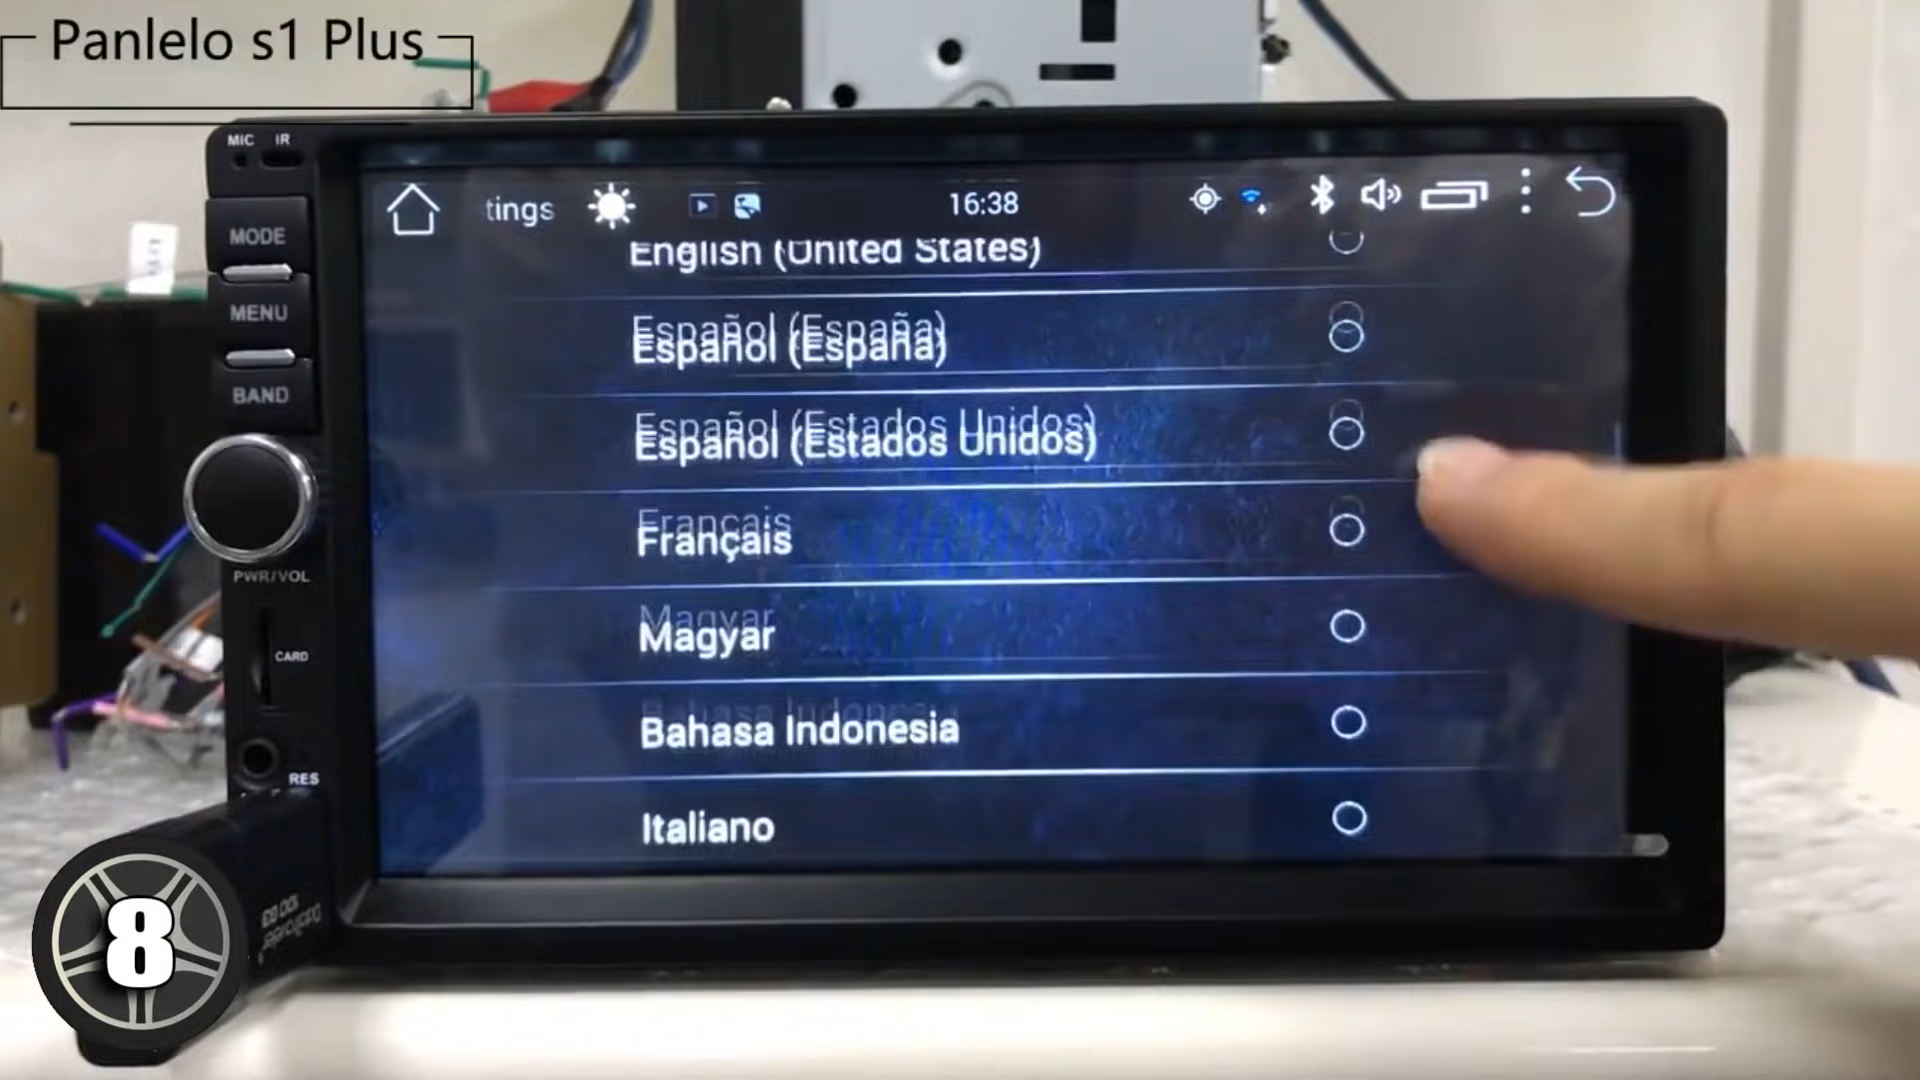 Panlelo s1 Plus
MIC IR
tings
16:38
MODE
MENU
BAND
PWR/VOL
CARD
RES
English (United States)
Español (España)
Español (Estados Unidos)
Français
Magyar
Bahasa Indonesia
Italiano
8